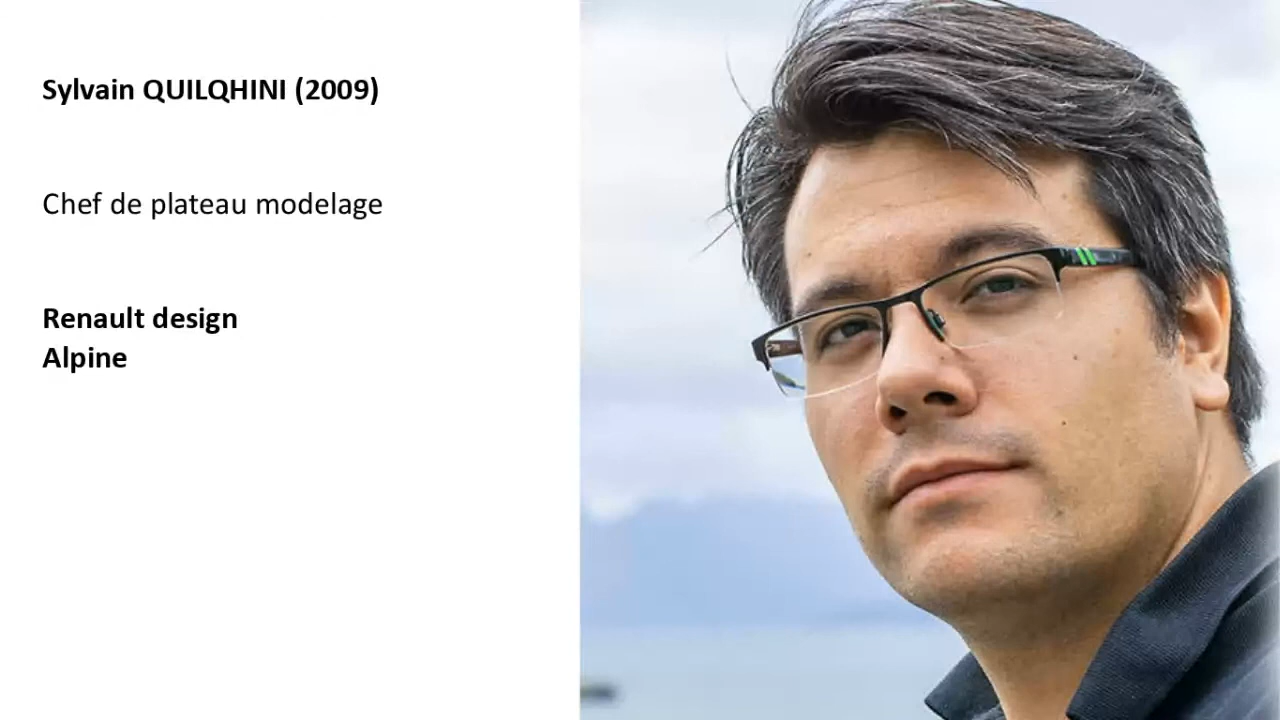 Sylvain QUILQHINI (2009)
Chef de plateau modelage
Renault design
Alpine